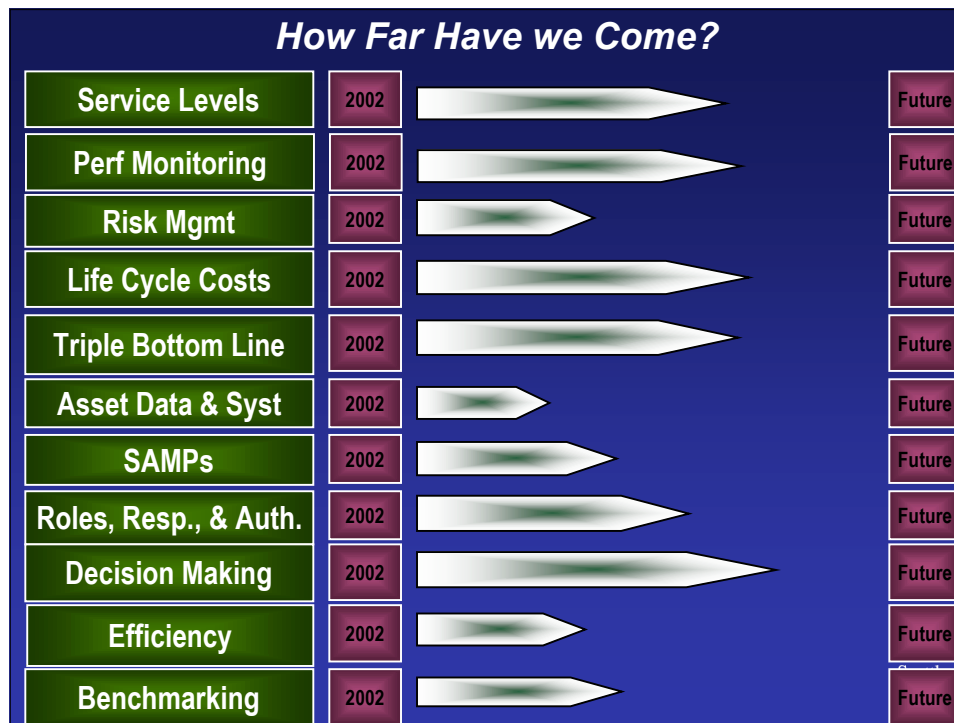 How Far Have we Come?
Service Levels 2002 Future
Perf Monitoring 2002 Future
Risk Mgmt 2002 Future
Life Cycle Costs 2002 Future
Triple Bottom Line 2002 Future
Asset Data & Syst 2002 Future
SAMPs 2002 Future
Roles, Resp., & Auth. 2002 Future
Decision Making 2002 Future
Efficiency 2002 Future
Benchmarking 2002 Future